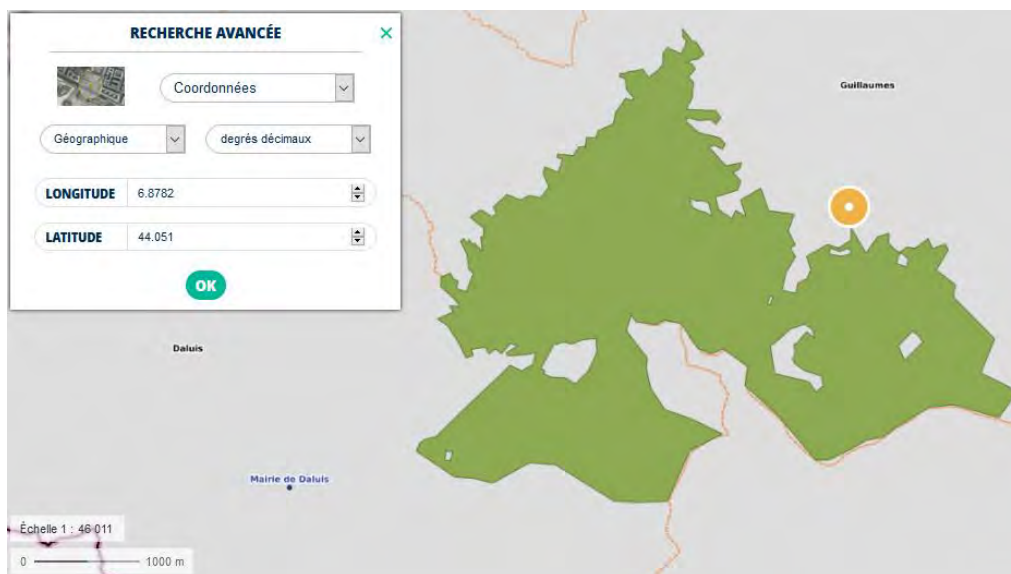 RECHERCHE AVANCÉE
Coordonnées
Géographique
degrés décimaux
LONGITUDE 6.8782
LATITUDE 44.051
OK
Guillaumes
Daluis
Mairie de Daluis
Échelle 1 : 46 011
0 1000 m